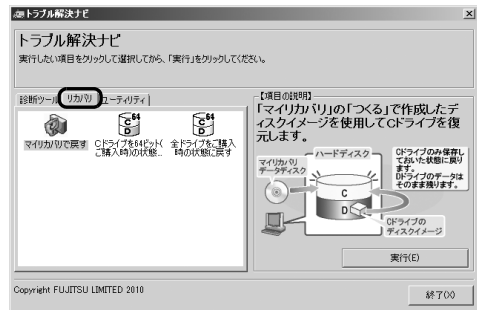 トラブル解決ナビ
トラブル解決ナビ
実行したい項目をクリックして選択してから、「実行」をクリックしてください。
診断ツール
リカバリ
ユーティリティ
マイリカバリで戻す
64
C
D
Cドライブを64ビット(
ご購入時)の状態...
64
C
D
全ドライブをご購入
時の状態に戻す
【項目の説明】
「マイリカバリ」の「つくる」で作成したデ
ィスクイメージを使用してCドライブを復
元します。
マイリカバリ
データディスク
ハードディスク
C
D
Cドライブのみ保存し
ておいた状態に戻り
ます。
Dドライブのデータは
そのまま残ります。
Cドライブの
ディスクイメージ
実行(E)
Copyright FUJITSU LIMITED 2010
終了(X)